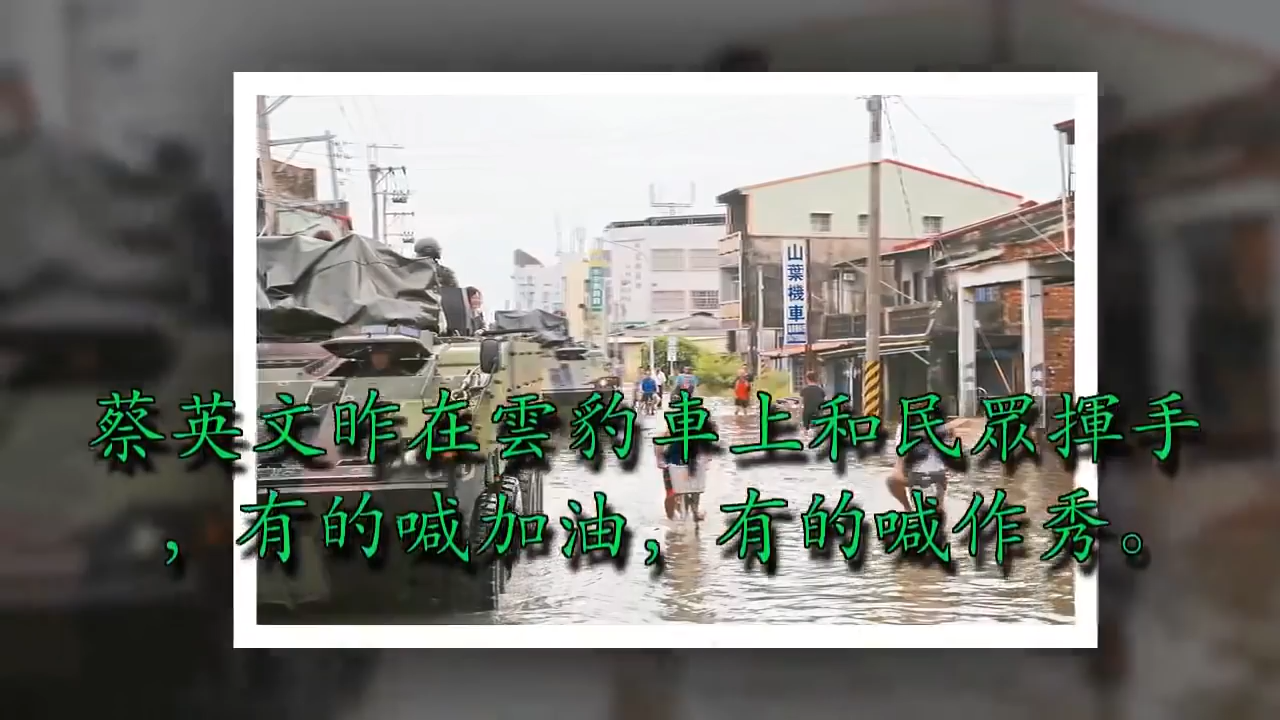 山葉機車
蔡英文昨在雲豹車上和民眾揮手
，有的喊加油，有的喊作秀。